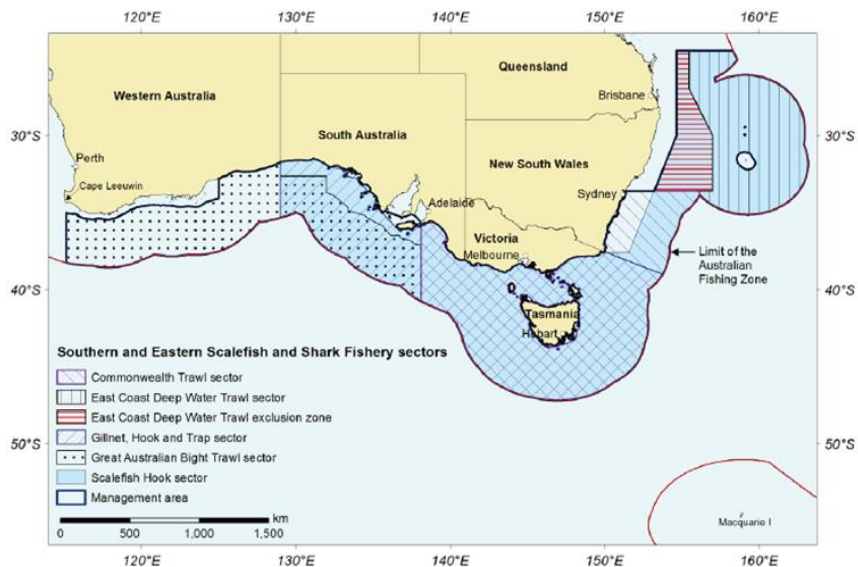 120°E
130°E
140°E
150°E
160°E
Queensland
Western Australia
Brisbane
30°S
30°S
South Australia
Perth
New South Wales
Cape Leeuwin
Sydney
Adelaide
Victoria
Melbourne
Limit of the
Australian
Fishing Zone
40°S
40°S
Tasmania
Hobart
Southern and Eastern Scalefish and Shark Fishery sectors
Commonwealth Trawl sector
East Coast Deep Water Trawl sector
East Coast Deep Water Trawl exclusion zone
Gillnet, Hook and Trap sector
50°S
50°S
Great Australian Bight Trawl sector
Scalefish Hook sector
Management area
km
0 500 1,000 1,500
Macquarie I
120°E
130°E
140°E
150°E
160°E